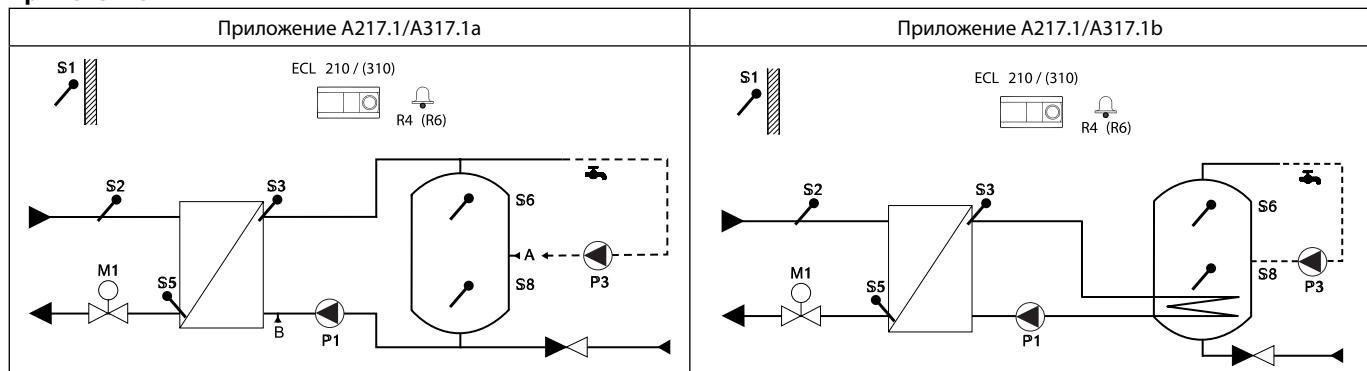 Приложение A217.1/A317.1a
Приложение A217.1/A317.1b
S1
ECL 210 / (310)
R4 (R6)
S2
S3
S6
A
P3
S8
M1
S5
B
P1
S1
ECL 210 / (310)
R4 (R6)
S2
S3
S6
S8
P3
M1
S5
P1